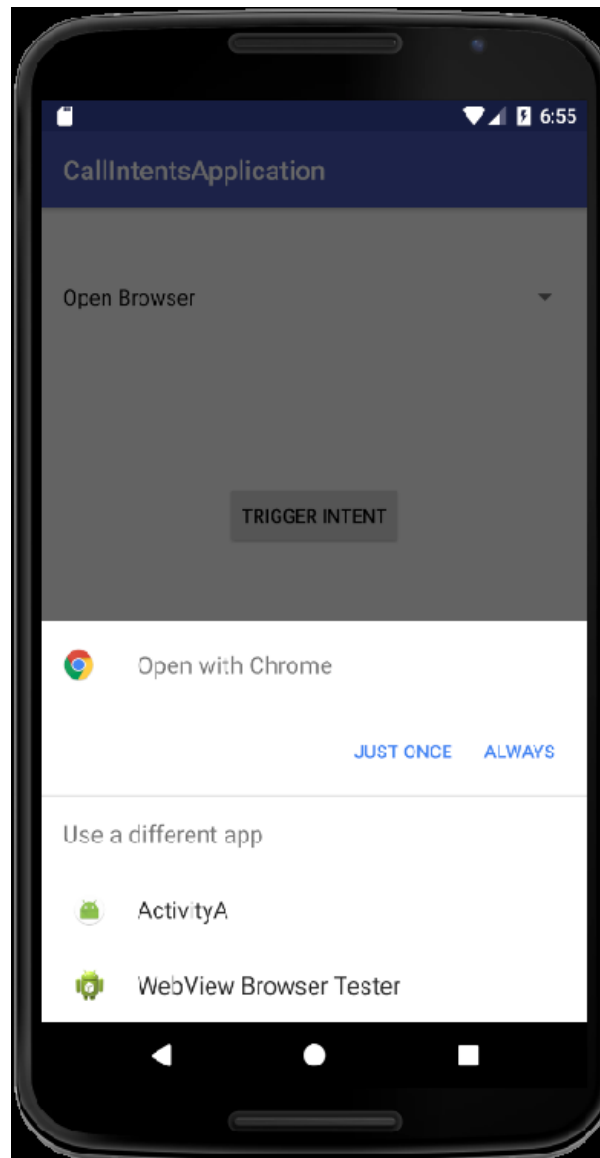 6:55
CallIntentsApplication
Open Browser
TRIGGER INTENT
Open with Chrome
JUST ONCE ALWAYS
Use a different app
ActivityA
WebView Browser Tester